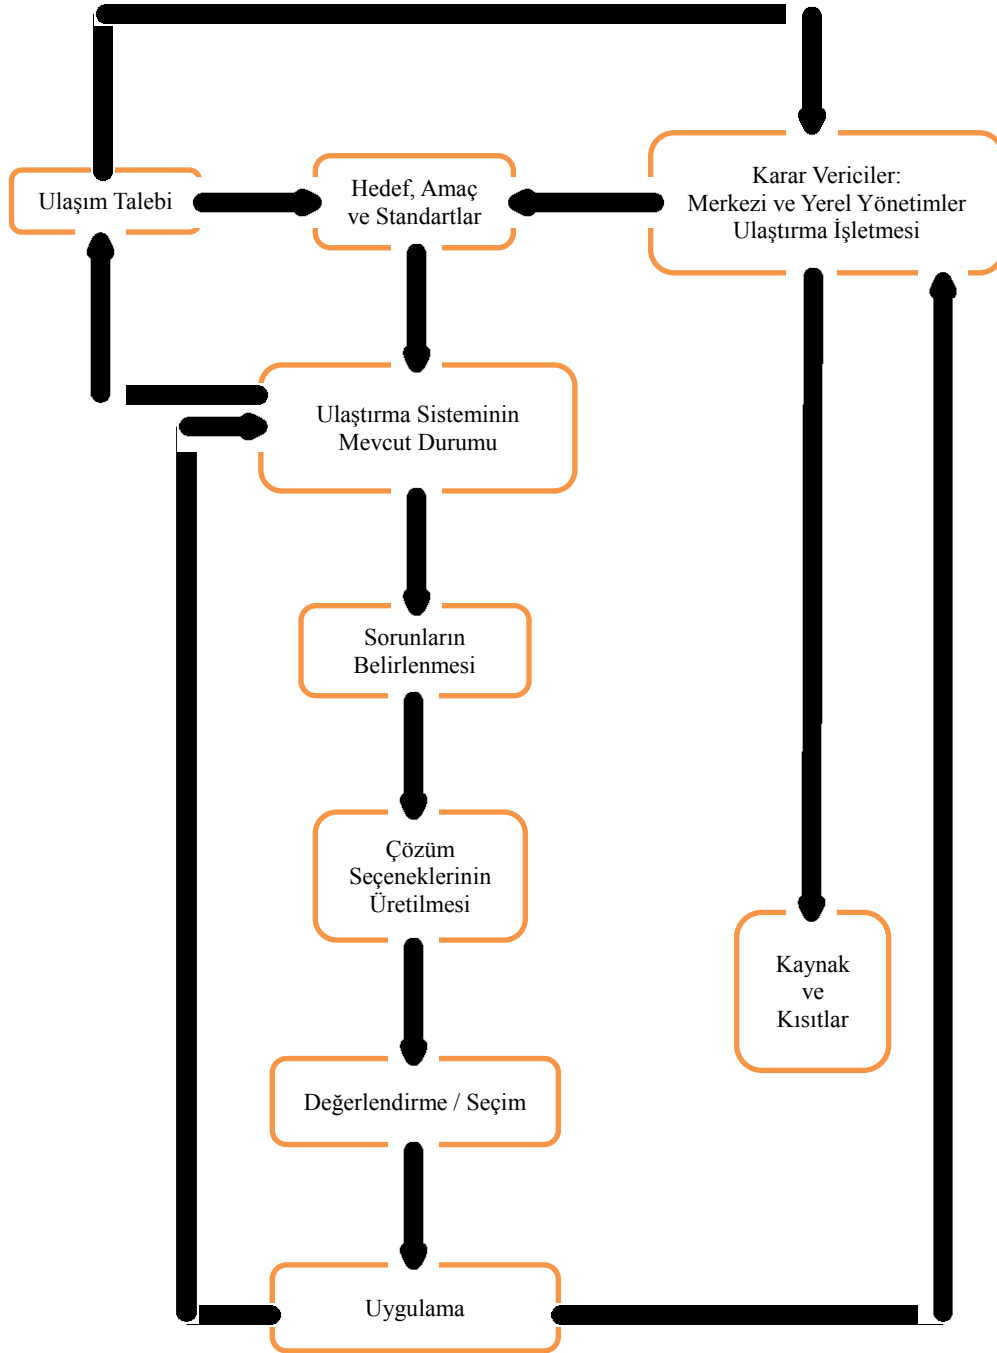 Ulaşım Talebi
Hedef, Amaç
ve Standartlar
Karar Vericiler:
Merkezi ve Yerel Yönetimler
Ulaştırma İşletmesi
Ulaştırma Sisteminin
Mevcut Durumu
Sorunların
Belirlenmesi
Çözüm
Seçeneklerinin
Üretilmesi
Kaynak
ve
Kısıtlar
Değerlendirme / Seçim
Uygulama